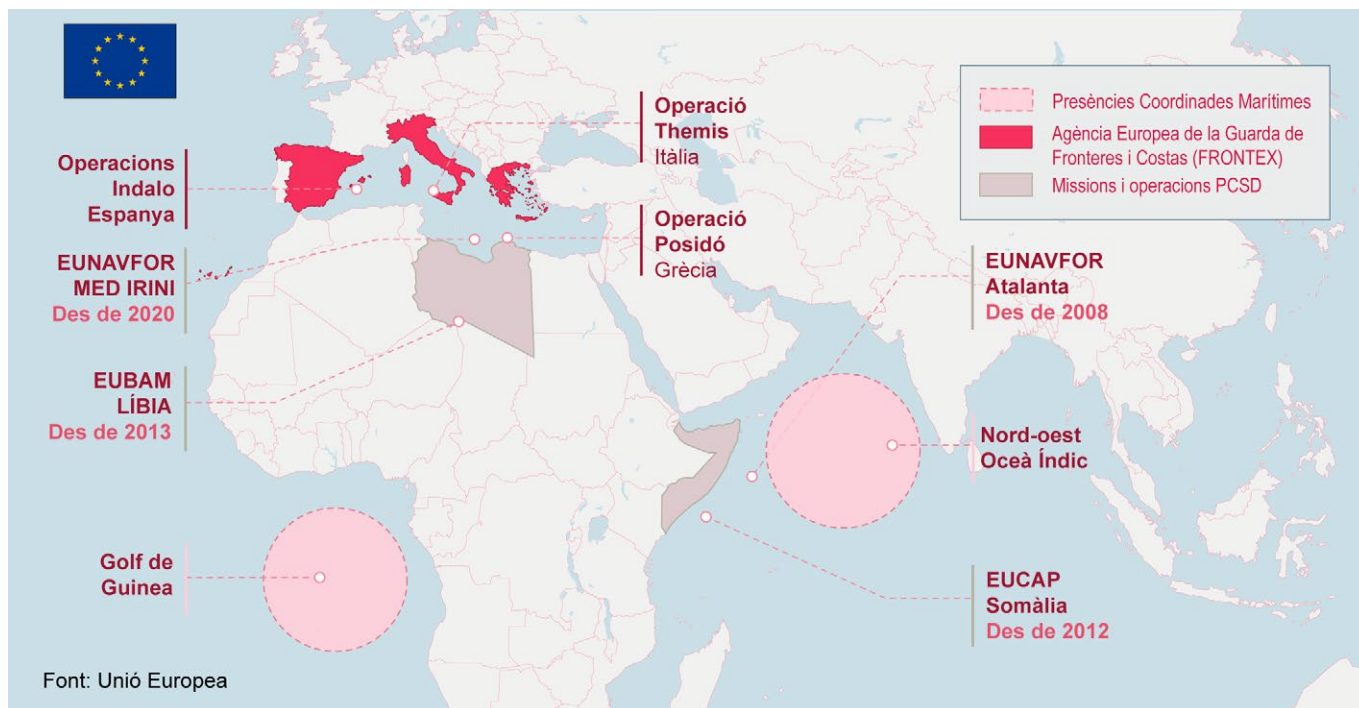 Operacions
Indalo
Espanya
EUNAVFOR
MED IRINI
Des de 2020
EUBAM
LÍBIA
Des de 2013
Golf de
Guinea
Font: Unió Europea
Operació
Themis
Itàlia
Operació
Posidó
Grècia
Presències Coordinades Marítimes
Agència Europea de la Guarda de
Fronteres i Costas (FRONTEX)
Missions i operacions PCSD
EUNAVFOR
Atalanta
Des de 2008
Nord-oest
Oceà Índic
EUCAP
Somàlia
Des de 2012